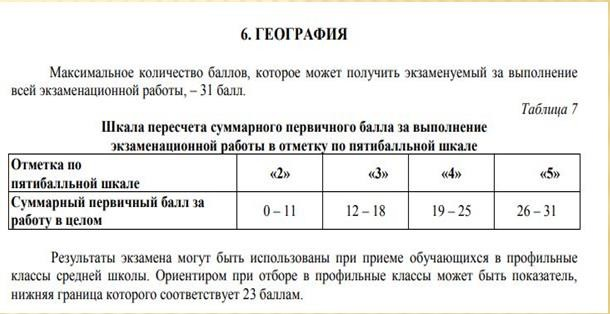 6. ГЕОГРАФИЯ
Максимальное количество баллов, которое может получить экзаменуемый за выполнение
всей экзаменационной работы, – 31 балл.
Таблица 7
Шкала пересчета суммарного первичного балла за выполнение
экзаменационной работы в отметку по пятибалльной шкале
Отметка по
пятибалльной шкале
«2» «3» «4» «5»
Суммарный первичный балл за
работу в целом
0 – 11 12 – 18 19 – 25 26 – 31
Результаты экзамена могут быть использованы при приеме обучающихся в профильные
классы средней школы. Ориентиром при отборе в профильные классы может быть показатель,
нижняя граница которого соответствует 23 баллам.